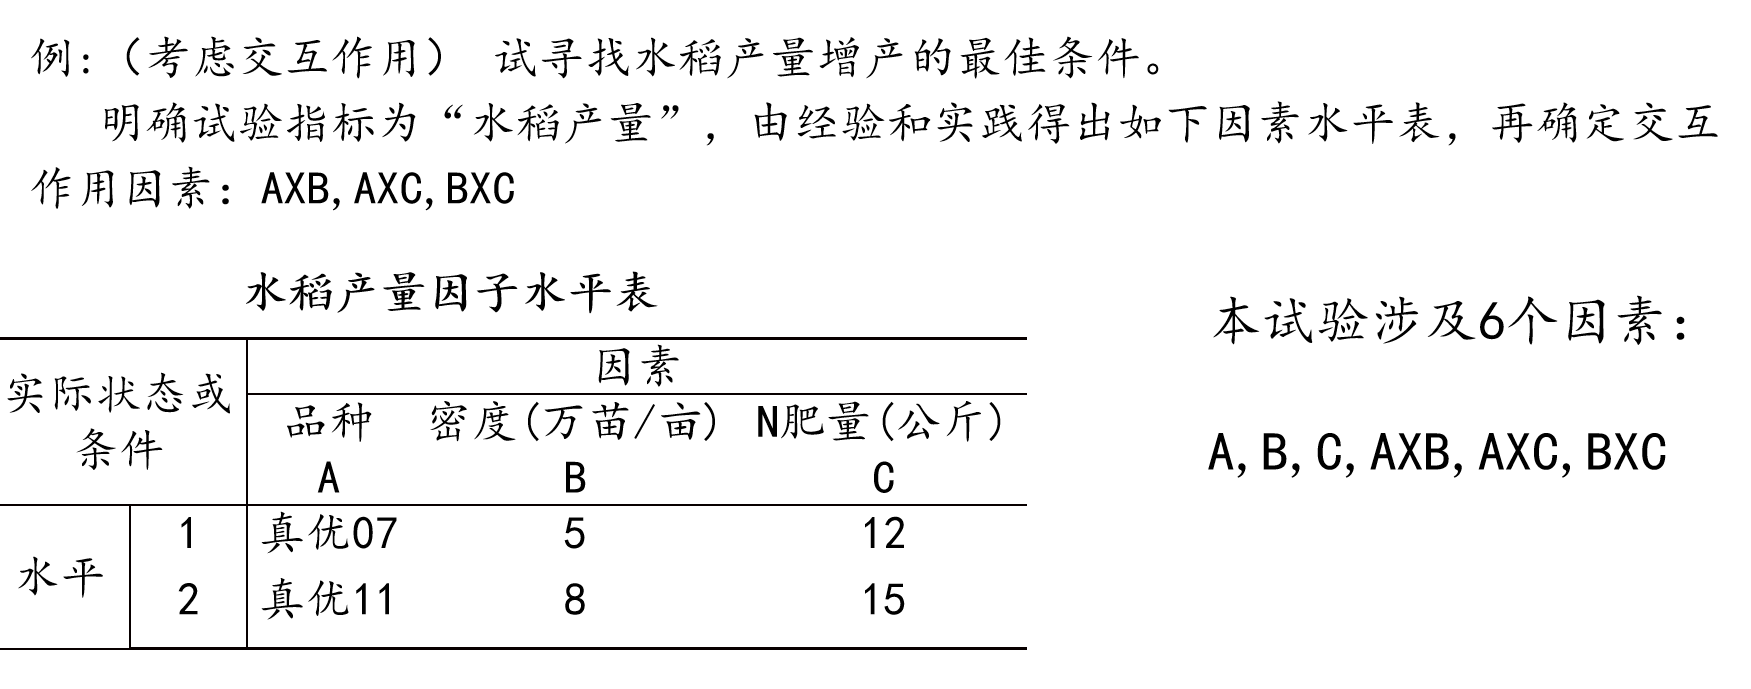 例:（考虑交互作用） 试寻找水稻产量增产的最佳条件。
明确试验指标为“水稻产量”，由经验和实践得出如下因素水平表，再确定交互
作用因素：AXB,AXC,BXC
水稻产量因子水平表
本试验涉及6个因素：
实际状态或条件 因素
品种 密度(万苗/亩) N肥量(公斤)
A B C
A,B,C,AXB,AXC,BXC
水平 1 真优07 5 12
2 真优11 8 15